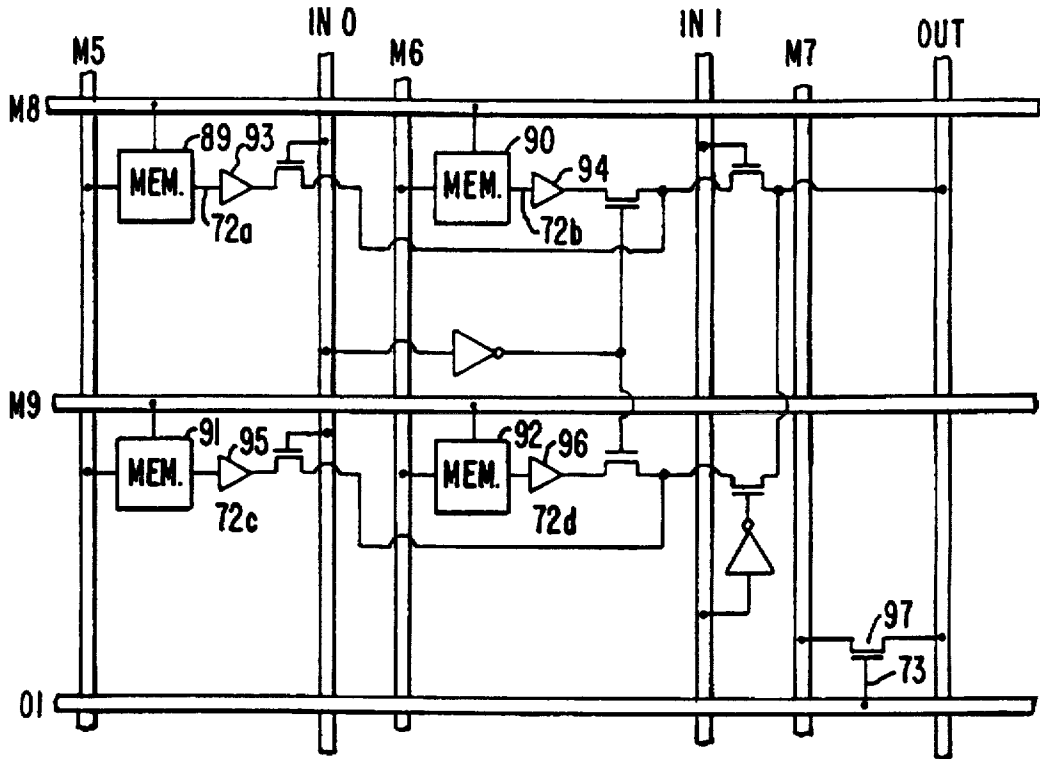 M5 IN 0 M6 IN 1 M7 OUT
M8
89 93 90 94
MEM. MEM.
72a 72b
M9
91 95 92 96
MEM. MEM.
72c 72d
97
73
01